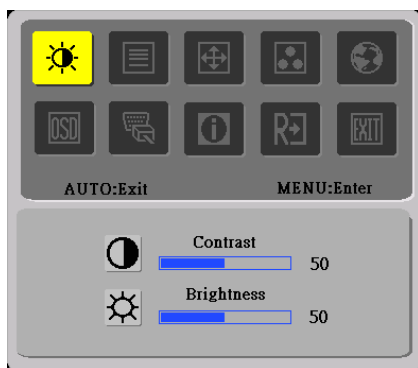 OSD
i
R
EXIT
AUTO:Exit MENU:Enter
Contrast
50
Brightness
50